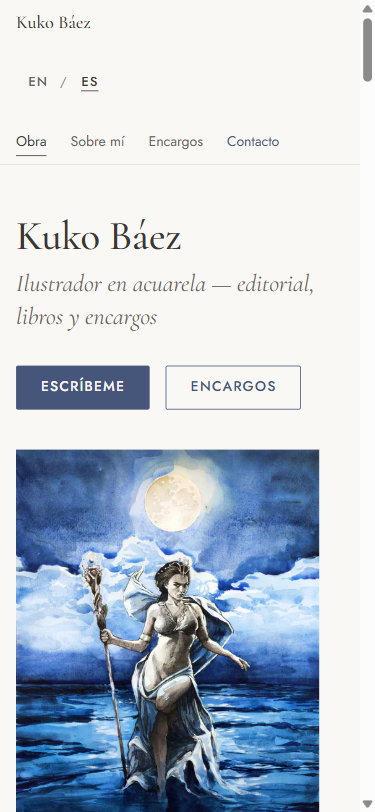 Kuko Báez
EN / ES
Obra Sobre mí Encargos Contacto
Kuko Báez
Ilustrador en acuarela — editorial,
libros y encargos
ESCRÍBEME ENCARGOS